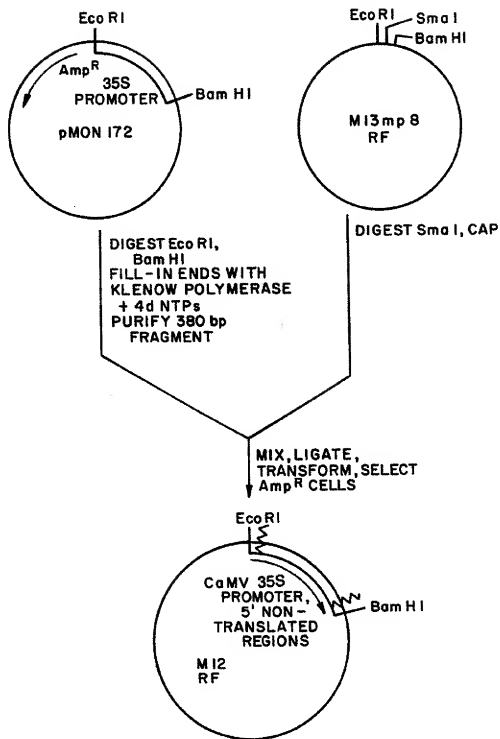 Eco RI
Amp R
35S
PROMOTER
Bam HI
pMON 172
Eco RI
Sma I
Bam HI
M13mp 8
RF
DIGEST Eco RI,
Bam HI
FILL-IN ENDS WITH
KLENOW POLYMERASE
+ 4d NTPs
PURIFY 380 bp
FRAGMENT
DIGEST Sma I, CAP
MIX, LIGATE,
TRANSFORM, SELECT
Amp R CELLS
Eco RI
CaMV 35S
PROMOTER,
5' NON-
TRANSLATED
REGIONS
Bam HI
M12
RF